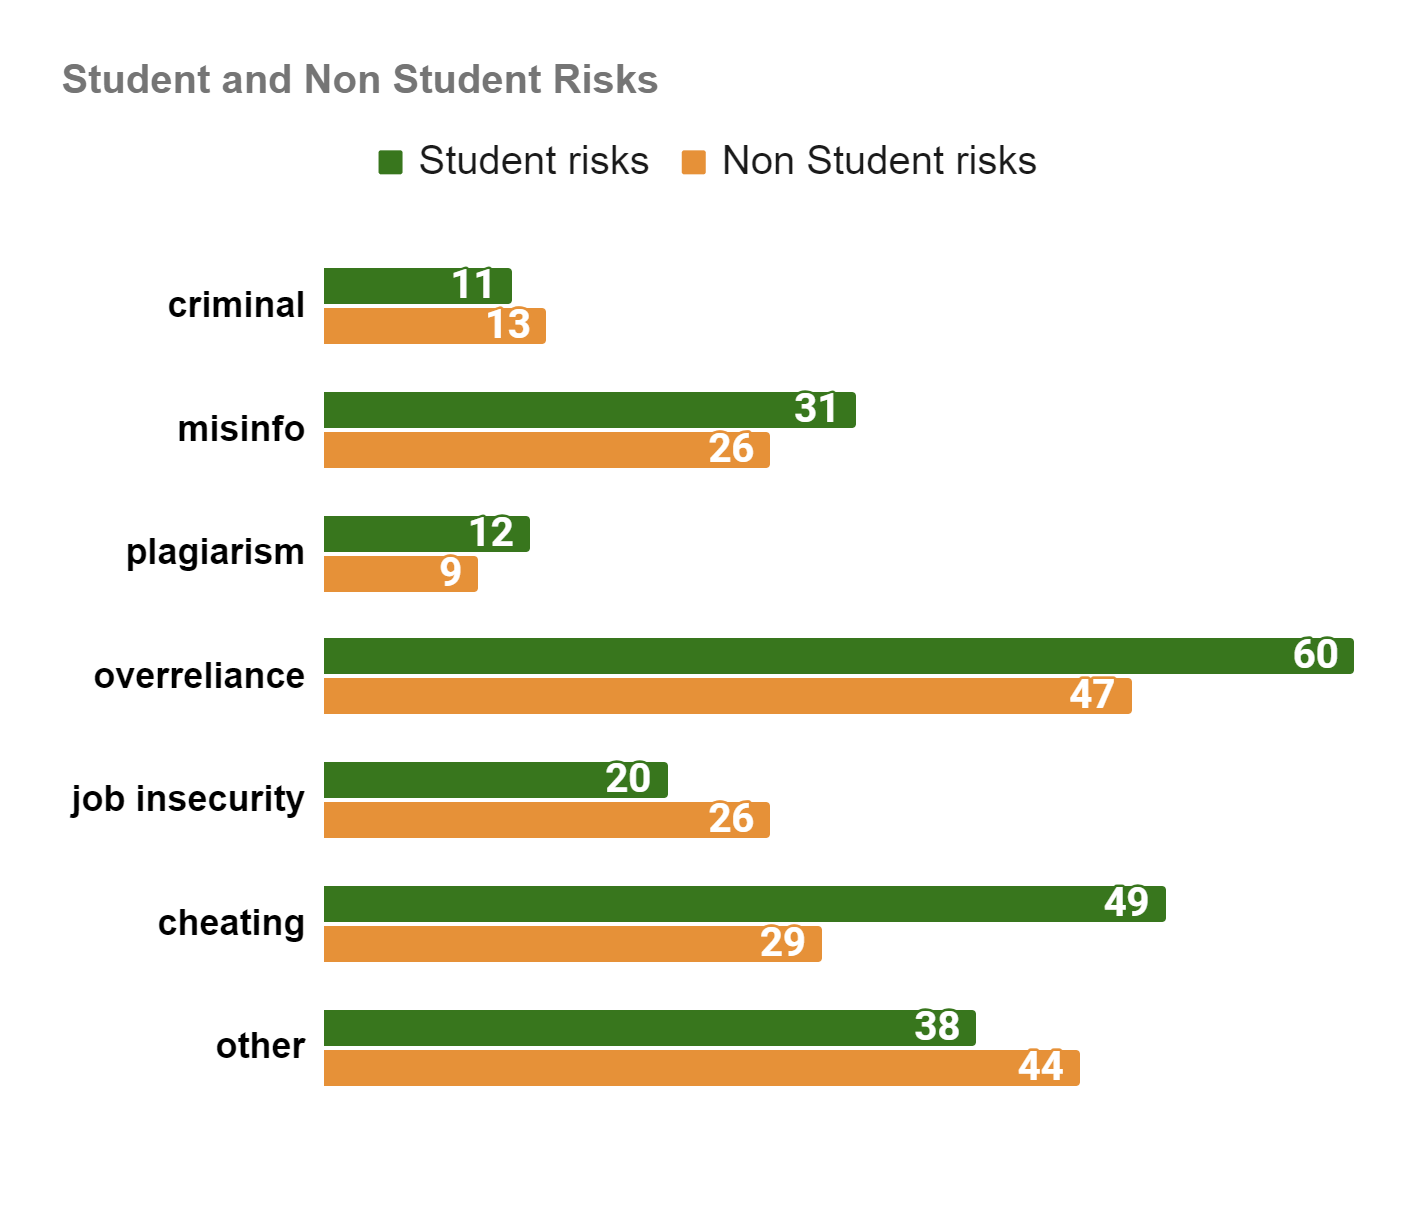 Student and Non Student Risks
Student risks Non Student risks
criminal
11
13
misinfo
31
26
plagiarism
12
9
overreliance
60
47
job insecurity
20
26
cheating
49
29
other
38
44